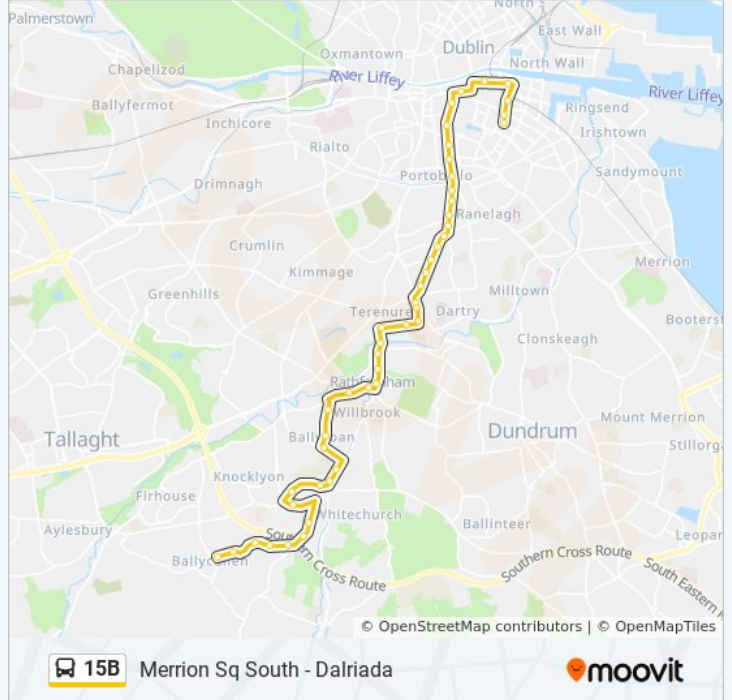 North S
Palmerstown
East Wall
Oxmantown
Dublin
Chapelizod
North Wall
River Liffey
River Liffey
Ballyfermot
Ringsend
Inchicore
Irishtown
Rialto
Portobello
Sandymount
Drimnagh
Ranelagh
Crumlin
Merrion
Kimmage
Milltown
Greenhills
Terenure
Dartry
Booterst
Clonskeagh
Rathfarnham
Willbrook
Mount Merrion
Tallaght
Dundrum
Stillorga
Knocklyon
Firhouse
Whitechurch
Aylesbury
Ballinteer
Southern Cross Route
Leopar
Southern Cross Route
South Eastern
© OpenStreetMap contributors | © OpenMapTiles
15B Merrion Sq South - Dalriada
moovit